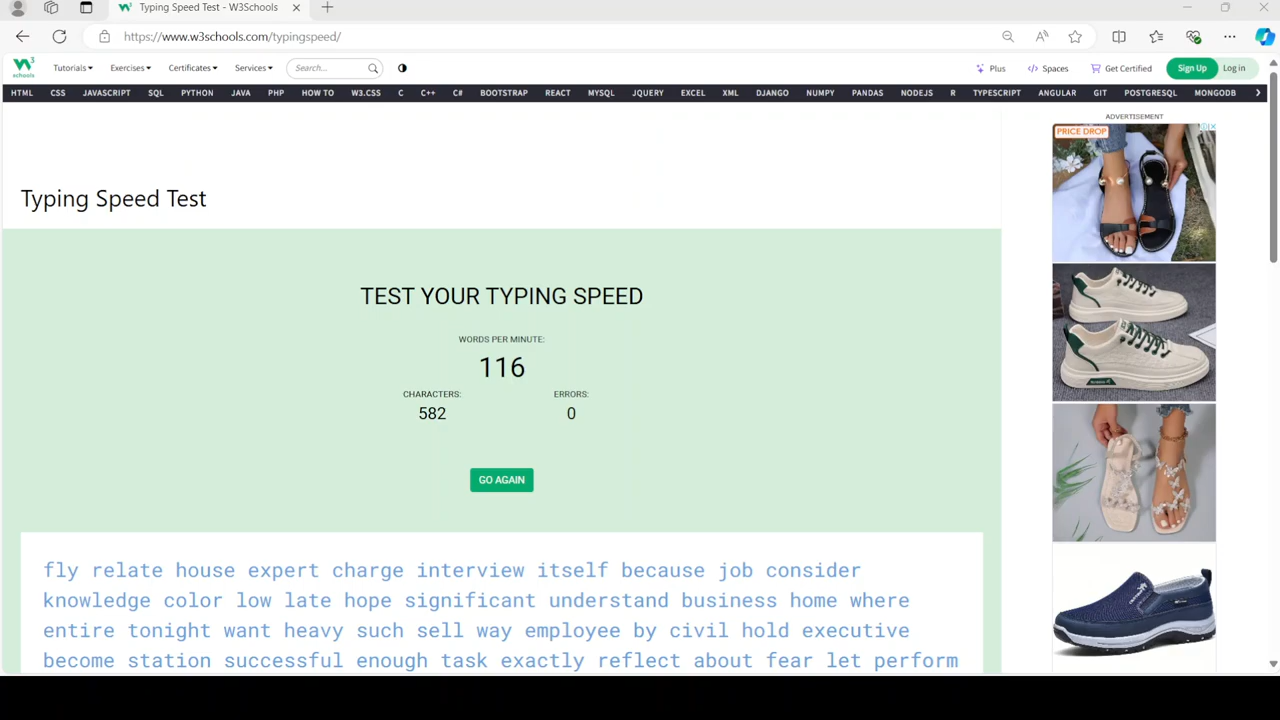 Typing Speed Test - W3Schools
https://www.w3schools.com/typingspeed/
W3 schools
Tutorials Exercises Certificates Services Search... Plus Spaces Get Certified Sign Up Log in
HTML CSS JAVASCRIPT SQL PYTHON JAVA PHP HOW TO W3.CSS C C++ C# BOOTSTRAP REACT MYSQL JQUERY EXCEL XML DJANGO NUMPY PANDAS NODEJS R TYPESCRIPT ANGULAR GIT POSTGRESQL MONGODB
ADVERTISEMENT
PRICE DROP
Typing Speed Test
TEST YOUR TYPING SPEED
WORDS PER MINUTE:
116
CHARACTERS: ERRORS:
582 0
GO AGAIN
fly relate house expert charge interview itself because job consider
knowledge color low late hope significant understand business home where
entire tonight want heavy such sell way employee by civil hold executive
become station successful enough task exactly reflect about fear let perform